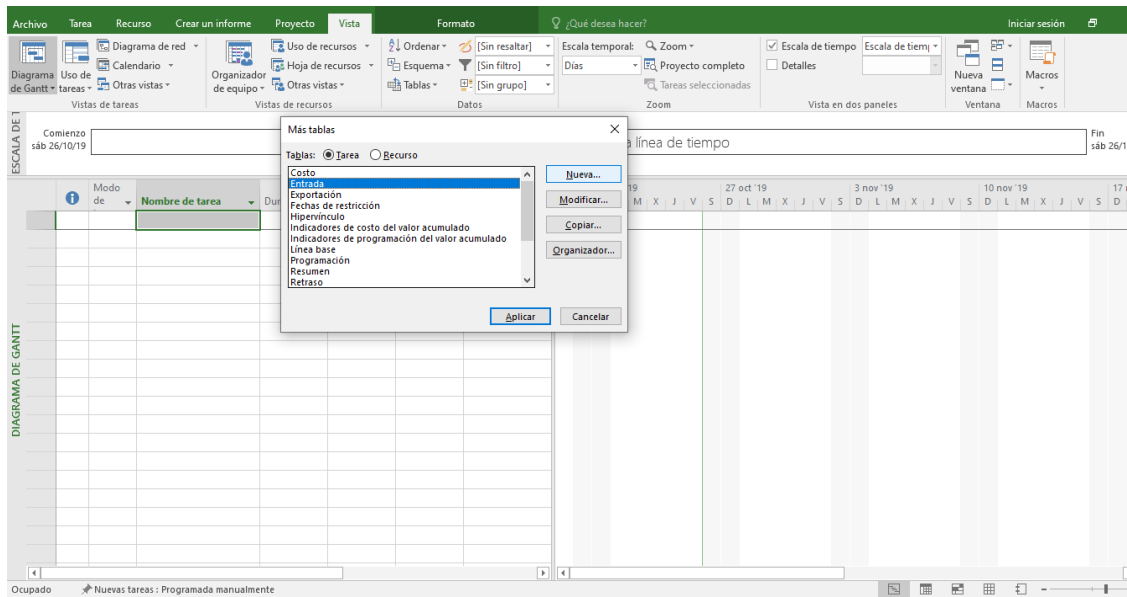 Archivo Tarea Recurso Crear un informe Proyecto Vista Formato ¿Qué desea hacer? Iniciar sesión
Diagrama de Gantt
Uso de tareas
Diagrama de red
Calendario
Otras vistas
Vistas de tareas
Organizador de equipo
Uso de recursos
Hoja de recursos
Otras vistas
Vistas de recursos
Ordenar
Esquema
Tablas
[Sin resaltar]
[Sin filtro]
[Sin grupo]
Datos
Escala temporal:
Días
Zoom
Proyecto completo
Tareas seleccionadas
Zoom
Escala de tiempo Escala de tiemp
Detalles
Vista en dos paneles
Nueva ventana
Ventana
Macros
Macros
ESCALA DE T
Comienzo
sáb 26/10/19
a línea de tiempo
Fin
sáb 26/1
Más tablas
Tablas: Tarea Recurso
Costo
Entrada
Exportación
Fechas de restricción
Hipervínculo
Indicadores de costo del valor acumulado
Indicadores de programación del valor acumulado
Línea base
Programación
Resumen
Retraso
Nueva...
Modificar...
Copiar...
Organizador...
Aplicar Cancelar
Modo de
Nombre de tarea
Dur
19 27 oct '19 3 nov '19 10 nov '19 17
M X J V S D L M X J V S D L M X J V S D L M X J V S D
DIAGRAMA DE GANTT
Ocupado Nuevas tareas : Programada manualmente